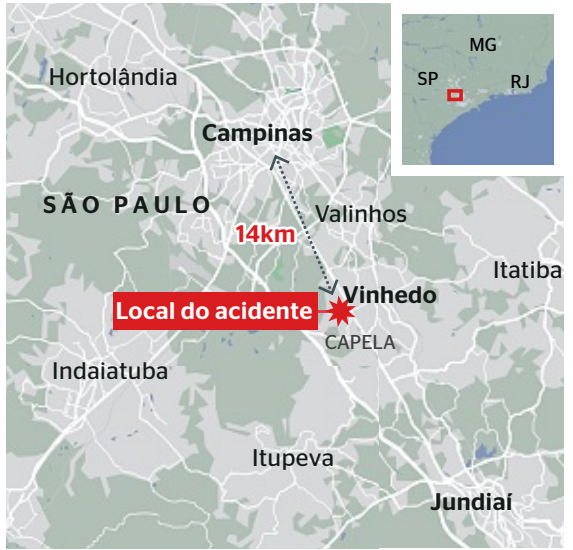 MG
SP
RJ
Hortolândia
Campinas
SÃO PAULO
Valinhos
14km
Itatiba
Vinhedo
Local do acidente
CAPELA
Indaiatuba
Itupeva
Jundiaí